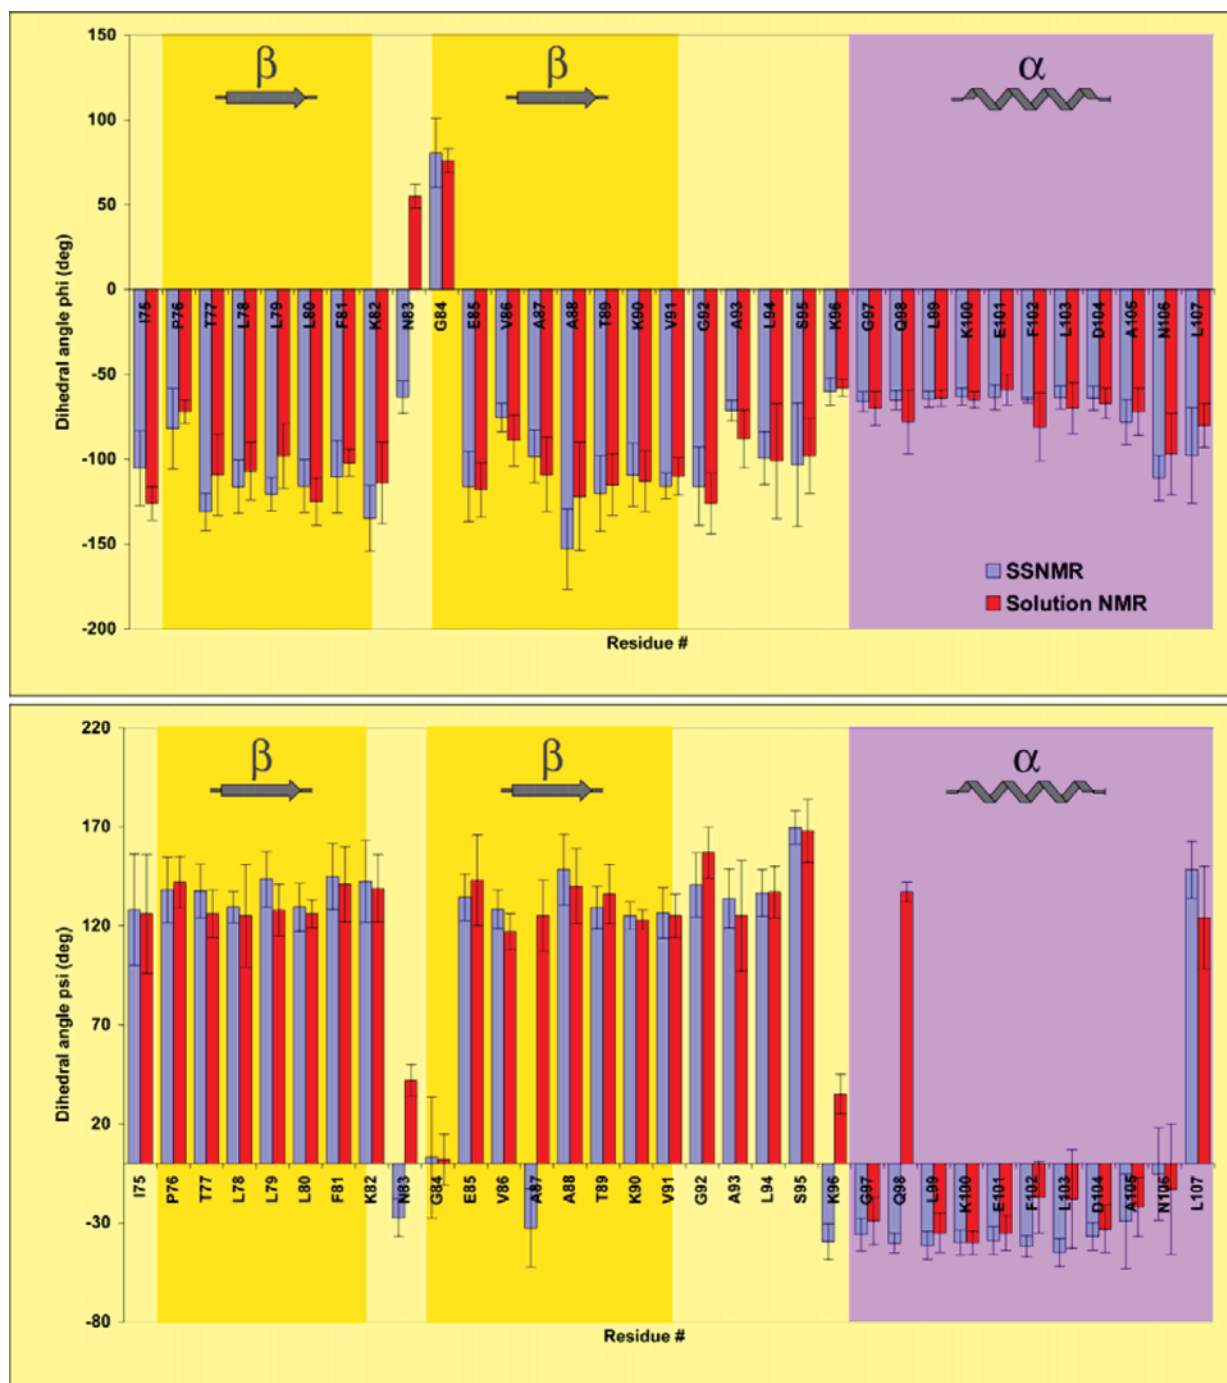 150
100
50
0
-50
-100
-150
-200
Dihedral angle phi (deg)
β β α
I75 P76 T77 L78 L79 L80 F81 K82 N83 G84 E85 V86 A87 A88 T89 K90 V91 G92 A93 L94 S95 K96 G97 Q98 L99 K100 E101 F102 L103 D104 A105 N106 L107
SSNMR
Solution NMR
Residue #
220
170
120
70
20
-30
-80
Dihedral angle psi (deg)
β β α
I75 P76 T77 L78 L79 L80 F81 K82 N83 G84 E85 V86 A87 A88 T89 K90 V91 G92 A93 L94 S95 K96 G97 Q98 L99 K100 E101 F102 L103 D104 A105 N106 L107
Residue #